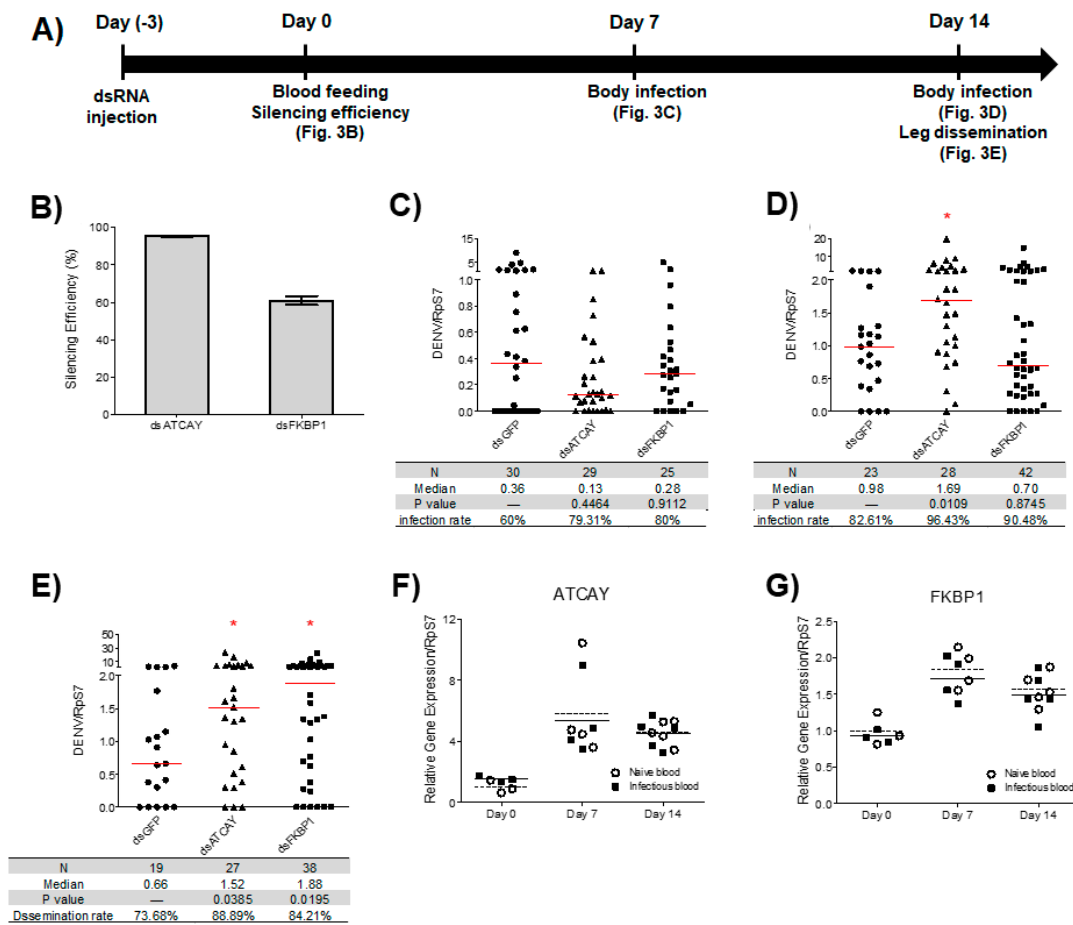 A)
Day (-3) Day 0 Day 7 Day 14
dsRNA injection
Blood feeding
Silencing efficiency
(Fig. 3B)
Body infection
(Fig. 3C)
Body infection
(Fig. 3D)
Leg dissemination
(Fig. 3E)
B)
Silencing Efficiency (%)
100
80
60
40
20
0
dsATCAY dsFKBP1
C)
DENV/RpS7
15
5
1.0
0.8
0.6
0.4
0.2
0.0
dsGFP dsATCAY dsFKBP1
N 30 29 25
Median 0.36 0.13 0.28
P value — 0.4464 0.9112
infection rate 60% 79.31% 80%
D)
*
DENV/RpS7
20
10
2.0
1.5
1.0
0.5
0.0
dsGFP dsATCAY dsFKBP1
N 23 28 42
Median 0.98 1.69 0.70
P value — 0.0109 0.8745
infection rate 82.61% 96.43% 90.48%
E)
* *
DENV/RpS7
50
30
10
2.0
1.5
1.0
0.5
0.0
dsGFP dsATCAY dsFKBP1
N 19 27 38
Median 0.66 1.52 1.88
P value — 0.0385 0.0195
Dssemination rate 73.68% 88.89% 84.21%
F)
ATCAY
Relative Gene Expression/RpS7
12
8
4
0
Naive blood
Infectious blood
Day 0 Day 7 Day 14
G)
FKBP1
Relative Gene Expression/RpS7
2.5
2.0
1.5
1.0
0.5
0.0
Naive blood
Infectious blood
Day 0 Day 7 Day 14